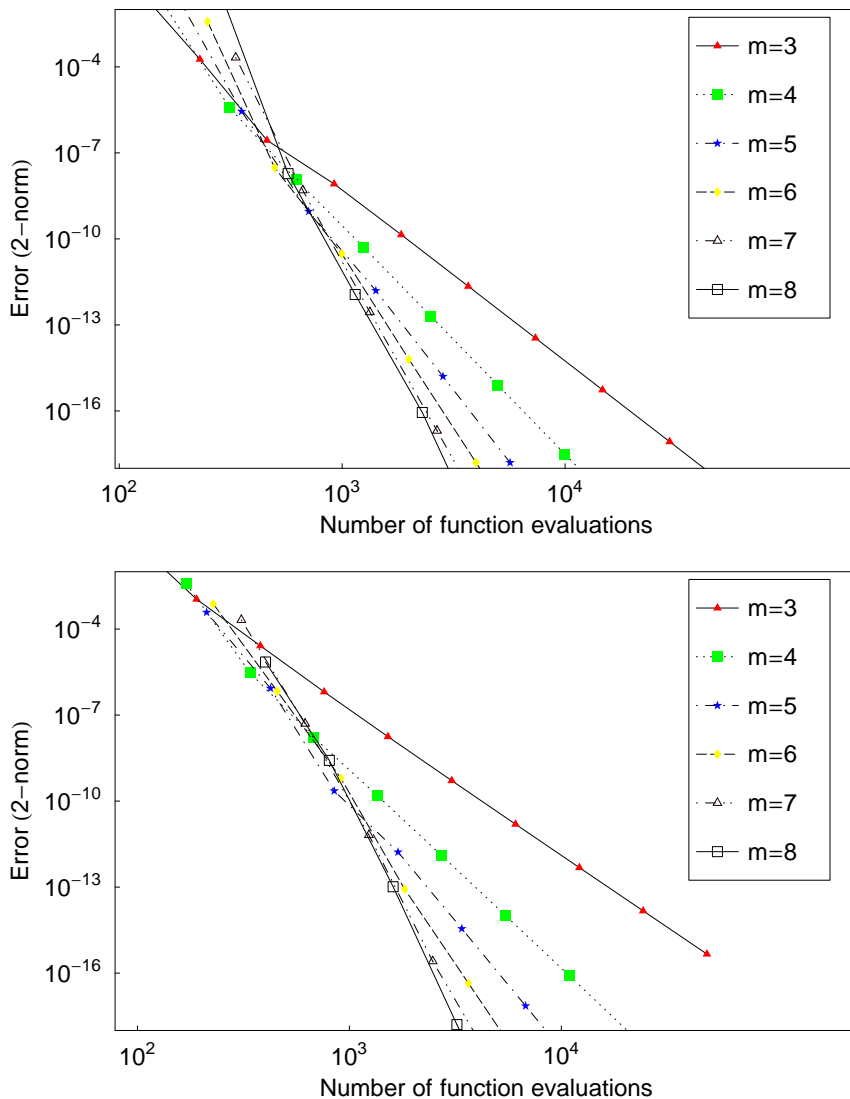 10^-4
10^-7
10^-10
10^-13
10^-16
Error (2−norm)
10^2
10^3
10^4
Number of function evaluations
m=3
m=4
m=5
m=6
m=7
m=8
10^-4
10^-7
10^-10
10^-13
10^-16
Error (2−norm)
10^2
10^3
10^4
Number of function evaluations
m=3
m=4
m=5
m=6
m=7
m=8